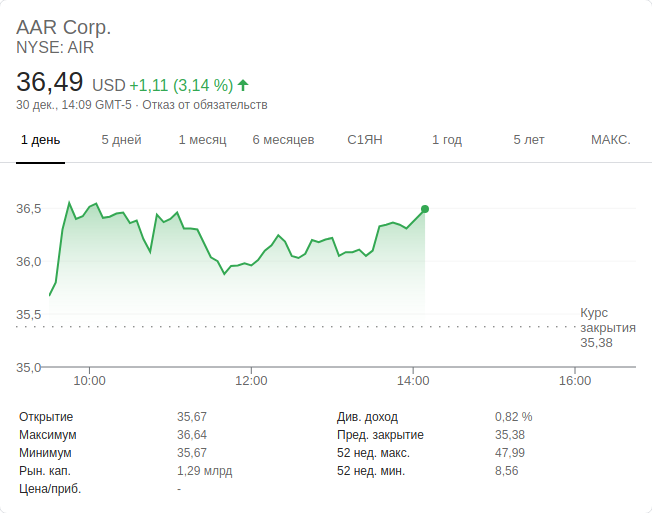 AAR Corp.
NYSE: AIR
36,49 USD +1,11 (3,14 %)
30 дек., 14:09 GMT-5 · Отказ от обязательств
1 день 5 дней 1 месяц 6 месяцев С1ЯН 1 год 5 лет МАКС.
36,5
36,0
35,5
Курс
закрытия
35,38
35,0
10:00 12:00 14:00 16:00
Открытие 35,67 Див. доход 0,82 %
Максимум 36,64 Пред. закрытие 35,38
Минимум 35,67 52 нед. макс. 47,99
Рын. кап. 1,29 млрд 52 нед. мин. 8,56
Цена/приб. -